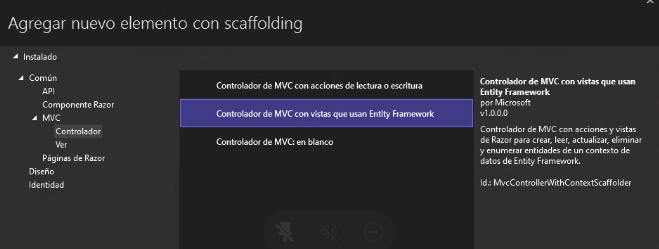 Agregar nuevo elemento con scaffolding
Instalado
Común
API
Componente Razor
MVC
Controlador
Ver
Páginas de Razor
Diseño
Identidad
Controlador de MVC con acciones de lectura o escritura
Controlador de MVC con vistas que usan Entity Framework
Controlador de MVC: en blanco
Controlador de MVC con vistas que usan
Entity Framework
por Microsoft
v1.0.0.0
Controlador de MVC con acciones y vistas
de Razor para crear, leer, actualizar, eliminar
y enumerar entidades de un contexto de
datos de Entity Framework.
Id.: MvcControllerWithContextScaffolder